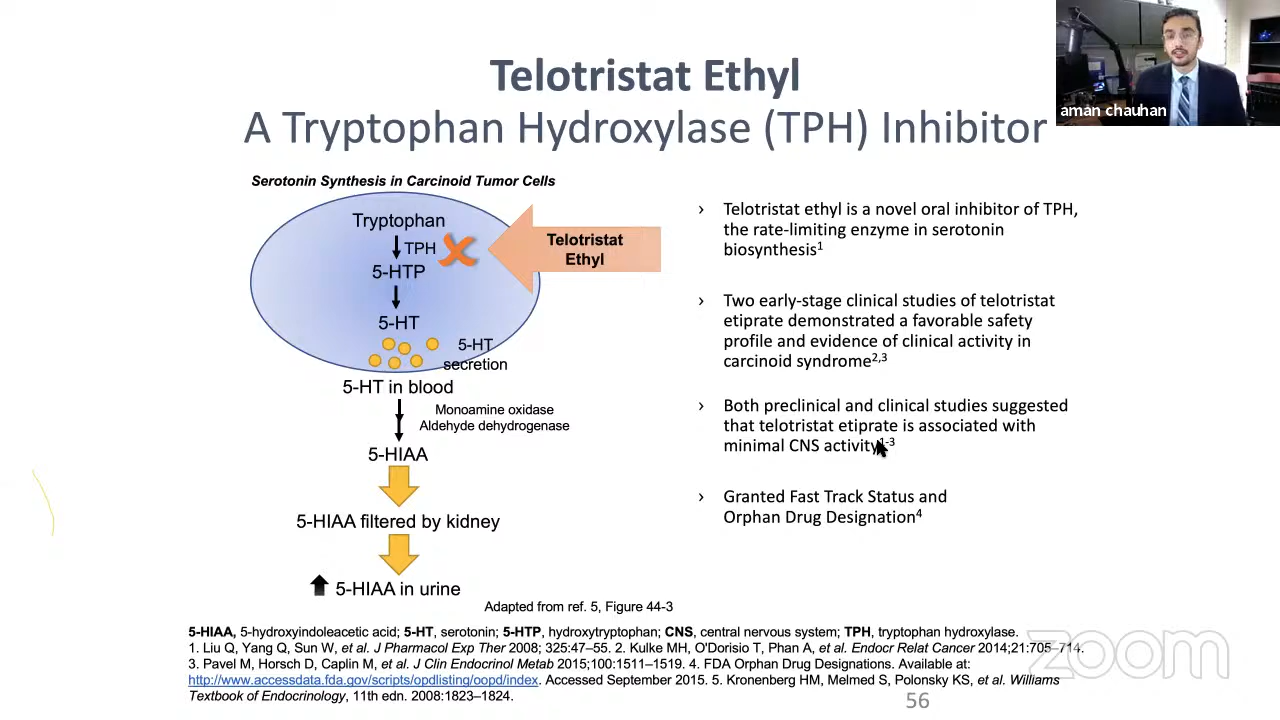 Telotristat Ethyl
A Tryptophan Hydroxylase (TPH) Inhibitor
aman chauhan
Serotonin Synthesis in Carcinoid Tumor Cells
Tryptophan
TPH
5-HTP
5-HT
5-HT
secretion
Telotristat
Ethyl
5-HT in blood
Monoamine oxidase
Aldehyde dehydrogenase
5-HIAA
5-HIAA filtered by kidney
5-HIAA in urine
Adapted from ref. 5, Figure 44-3
› Telotristat ethyl is a novel oral inhibitor of TPH,
the rate-limiting enzyme in serotonin
biosynthesis¹
› Two early-stage clinical studies of telotristat
etiprate demonstrated a favorable safety
profile and evidence of clinical activity in
carcinoid syndrome²,³
› Both preclinical and clinical studies suggested
that telotristat etiprate is associated with
minimal CNS activity¹⁻³
› Granted Fast Track Status and
Orphan Drug Designation⁴
5-HIAA, 5-hydroxyindoleacetic acid; 5-HT, serotonin; 5-HTP, hydroxytryptophan; CNS, central nervous system; TPH, tryptophan hydroxylase.
1. Liu Q, Yang Q, Sun W, et al. J Pharmacol Exp Ther 2008; 325:47–55. 2. Kulke MH, O'Dorisio T, Phan A, et al. Endocr Relat Cancer 2014;21:705–714.
3. Pavel M, Horsch D, Caplin M, et al. J Clin Endocrinol Metab 2015;100:1511–1519. 4. FDA Orphan Drug Designations. Available at:
http://www.accessdata.fda.gov/scripts/opdlisting/oopd/index. Accessed September 2015. 5. Kronenberg HM, Melmed S, Polonsky KS, et al. Williams
Textbook of Endocrinology, 11th edn. 2008:1823–1824.
56
zoom